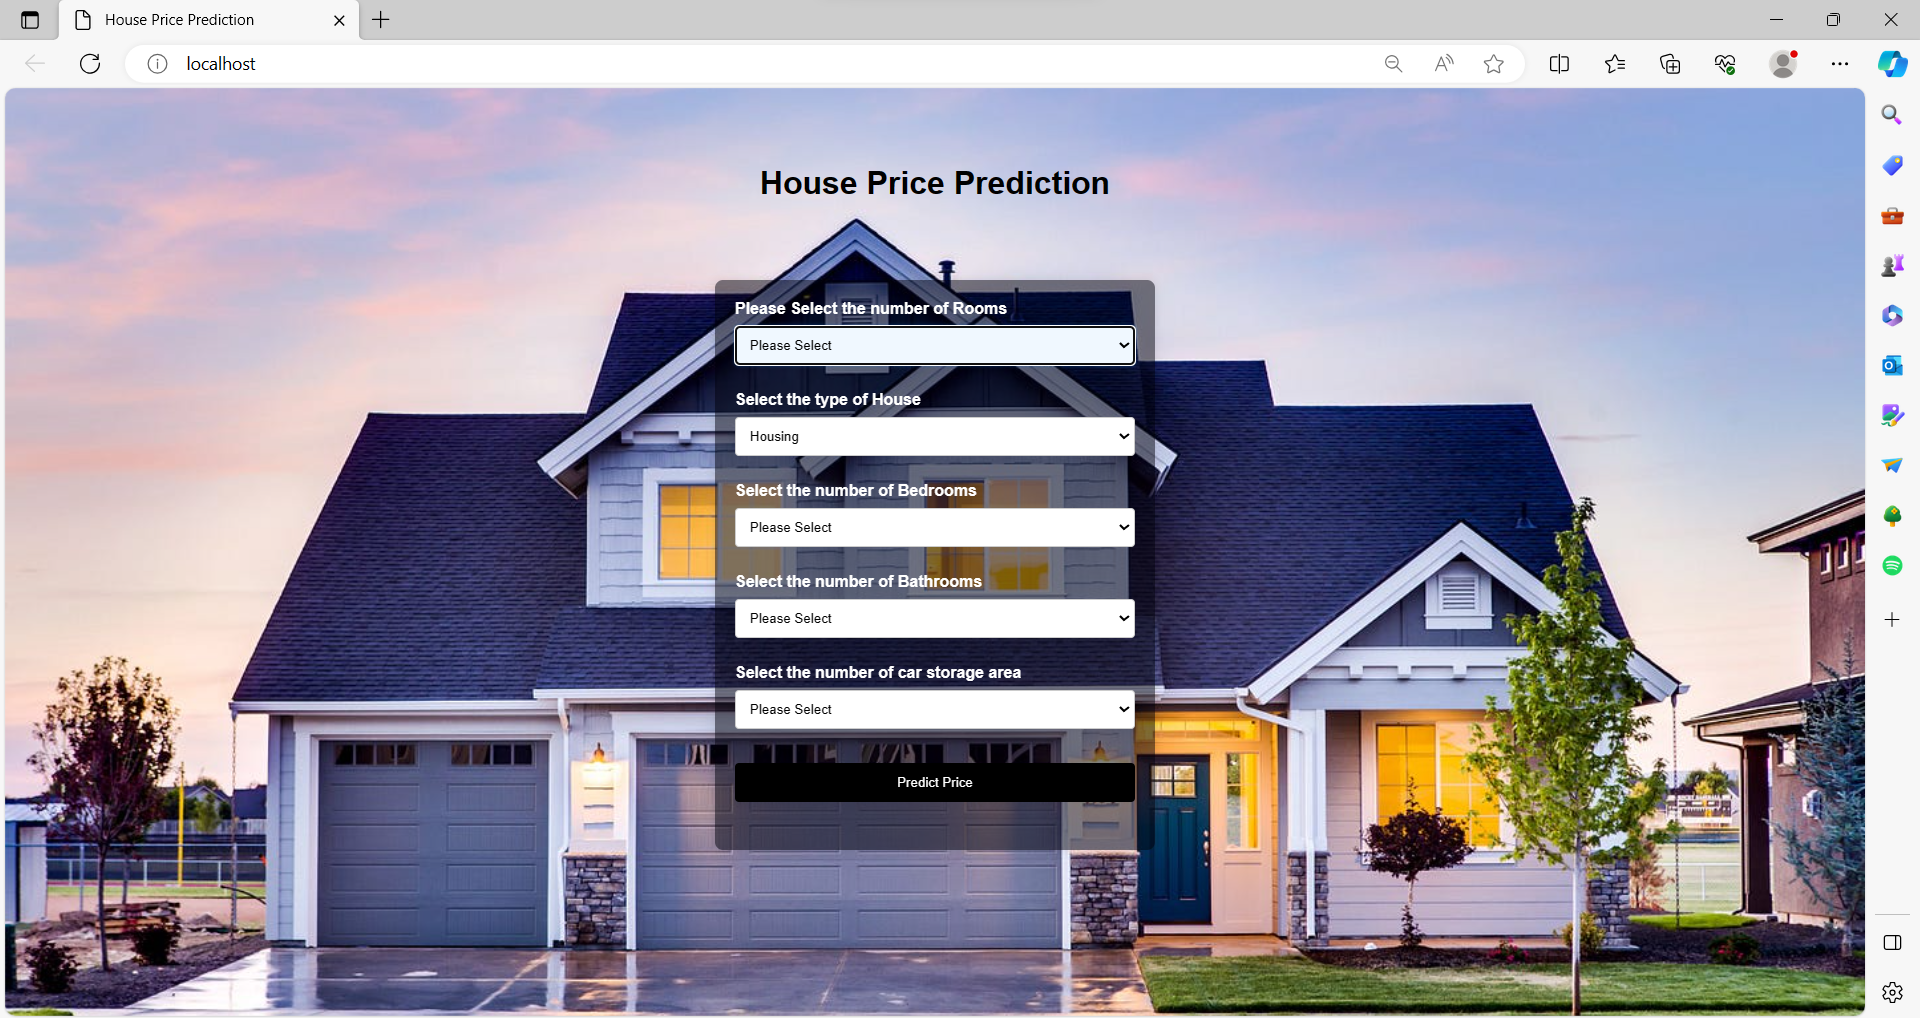 House Price Prediction
localhost
House Price Prediction
Please Select the number of Rooms
Please Select
Select the type of House
Housing
Select the number of Bedrooms
Please Select
Select the number of Bathrooms
Please Select
Select the number of car storage area
Please Select
Predict Price